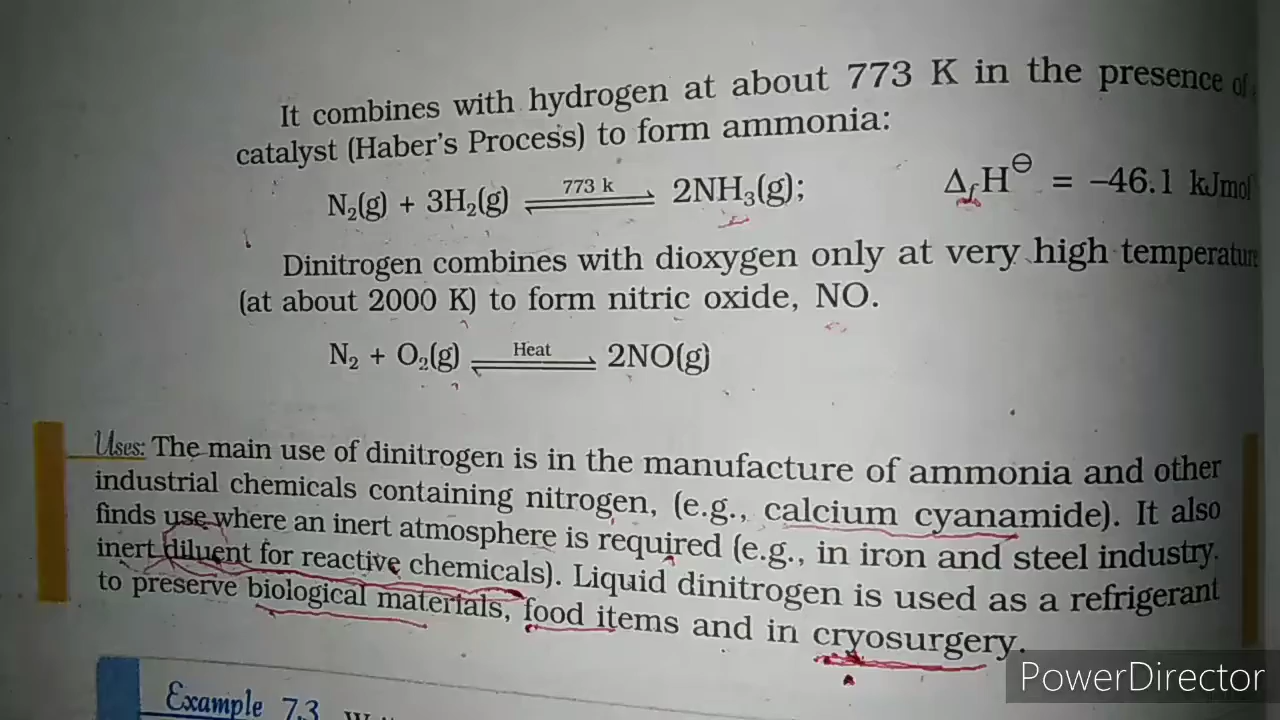 It combines with hydrogen at about 773 K in the presence of
catalyst (Haber's Process) to form ammonia:
N₂(g) + 3H₂(g) ⇌ 773 k 2NH₃(g); ΔfH⊖ = –46.1 kJmol
Dinitrogen combines with dioxygen only at very high temperature
(at about 2000 K) to form nitric oxide, NO.
N₂ + O₂(g) ⇌ Heat 2NO(g)
Uses: The main use of dinitrogen is in the manufacture of ammonia and other
industrial chemicals containing nitrogen, (e.g., calcium cyanamide). It also
finds use where an inert atmosphere is required (e.g., in iron and steel industry.
inert diluent for reactive chemicals). Liquid dinitrogen is used as a refrigerant
to preserve biological materials, food items and in cryosurgery.
Example 7.3
PowerDirector